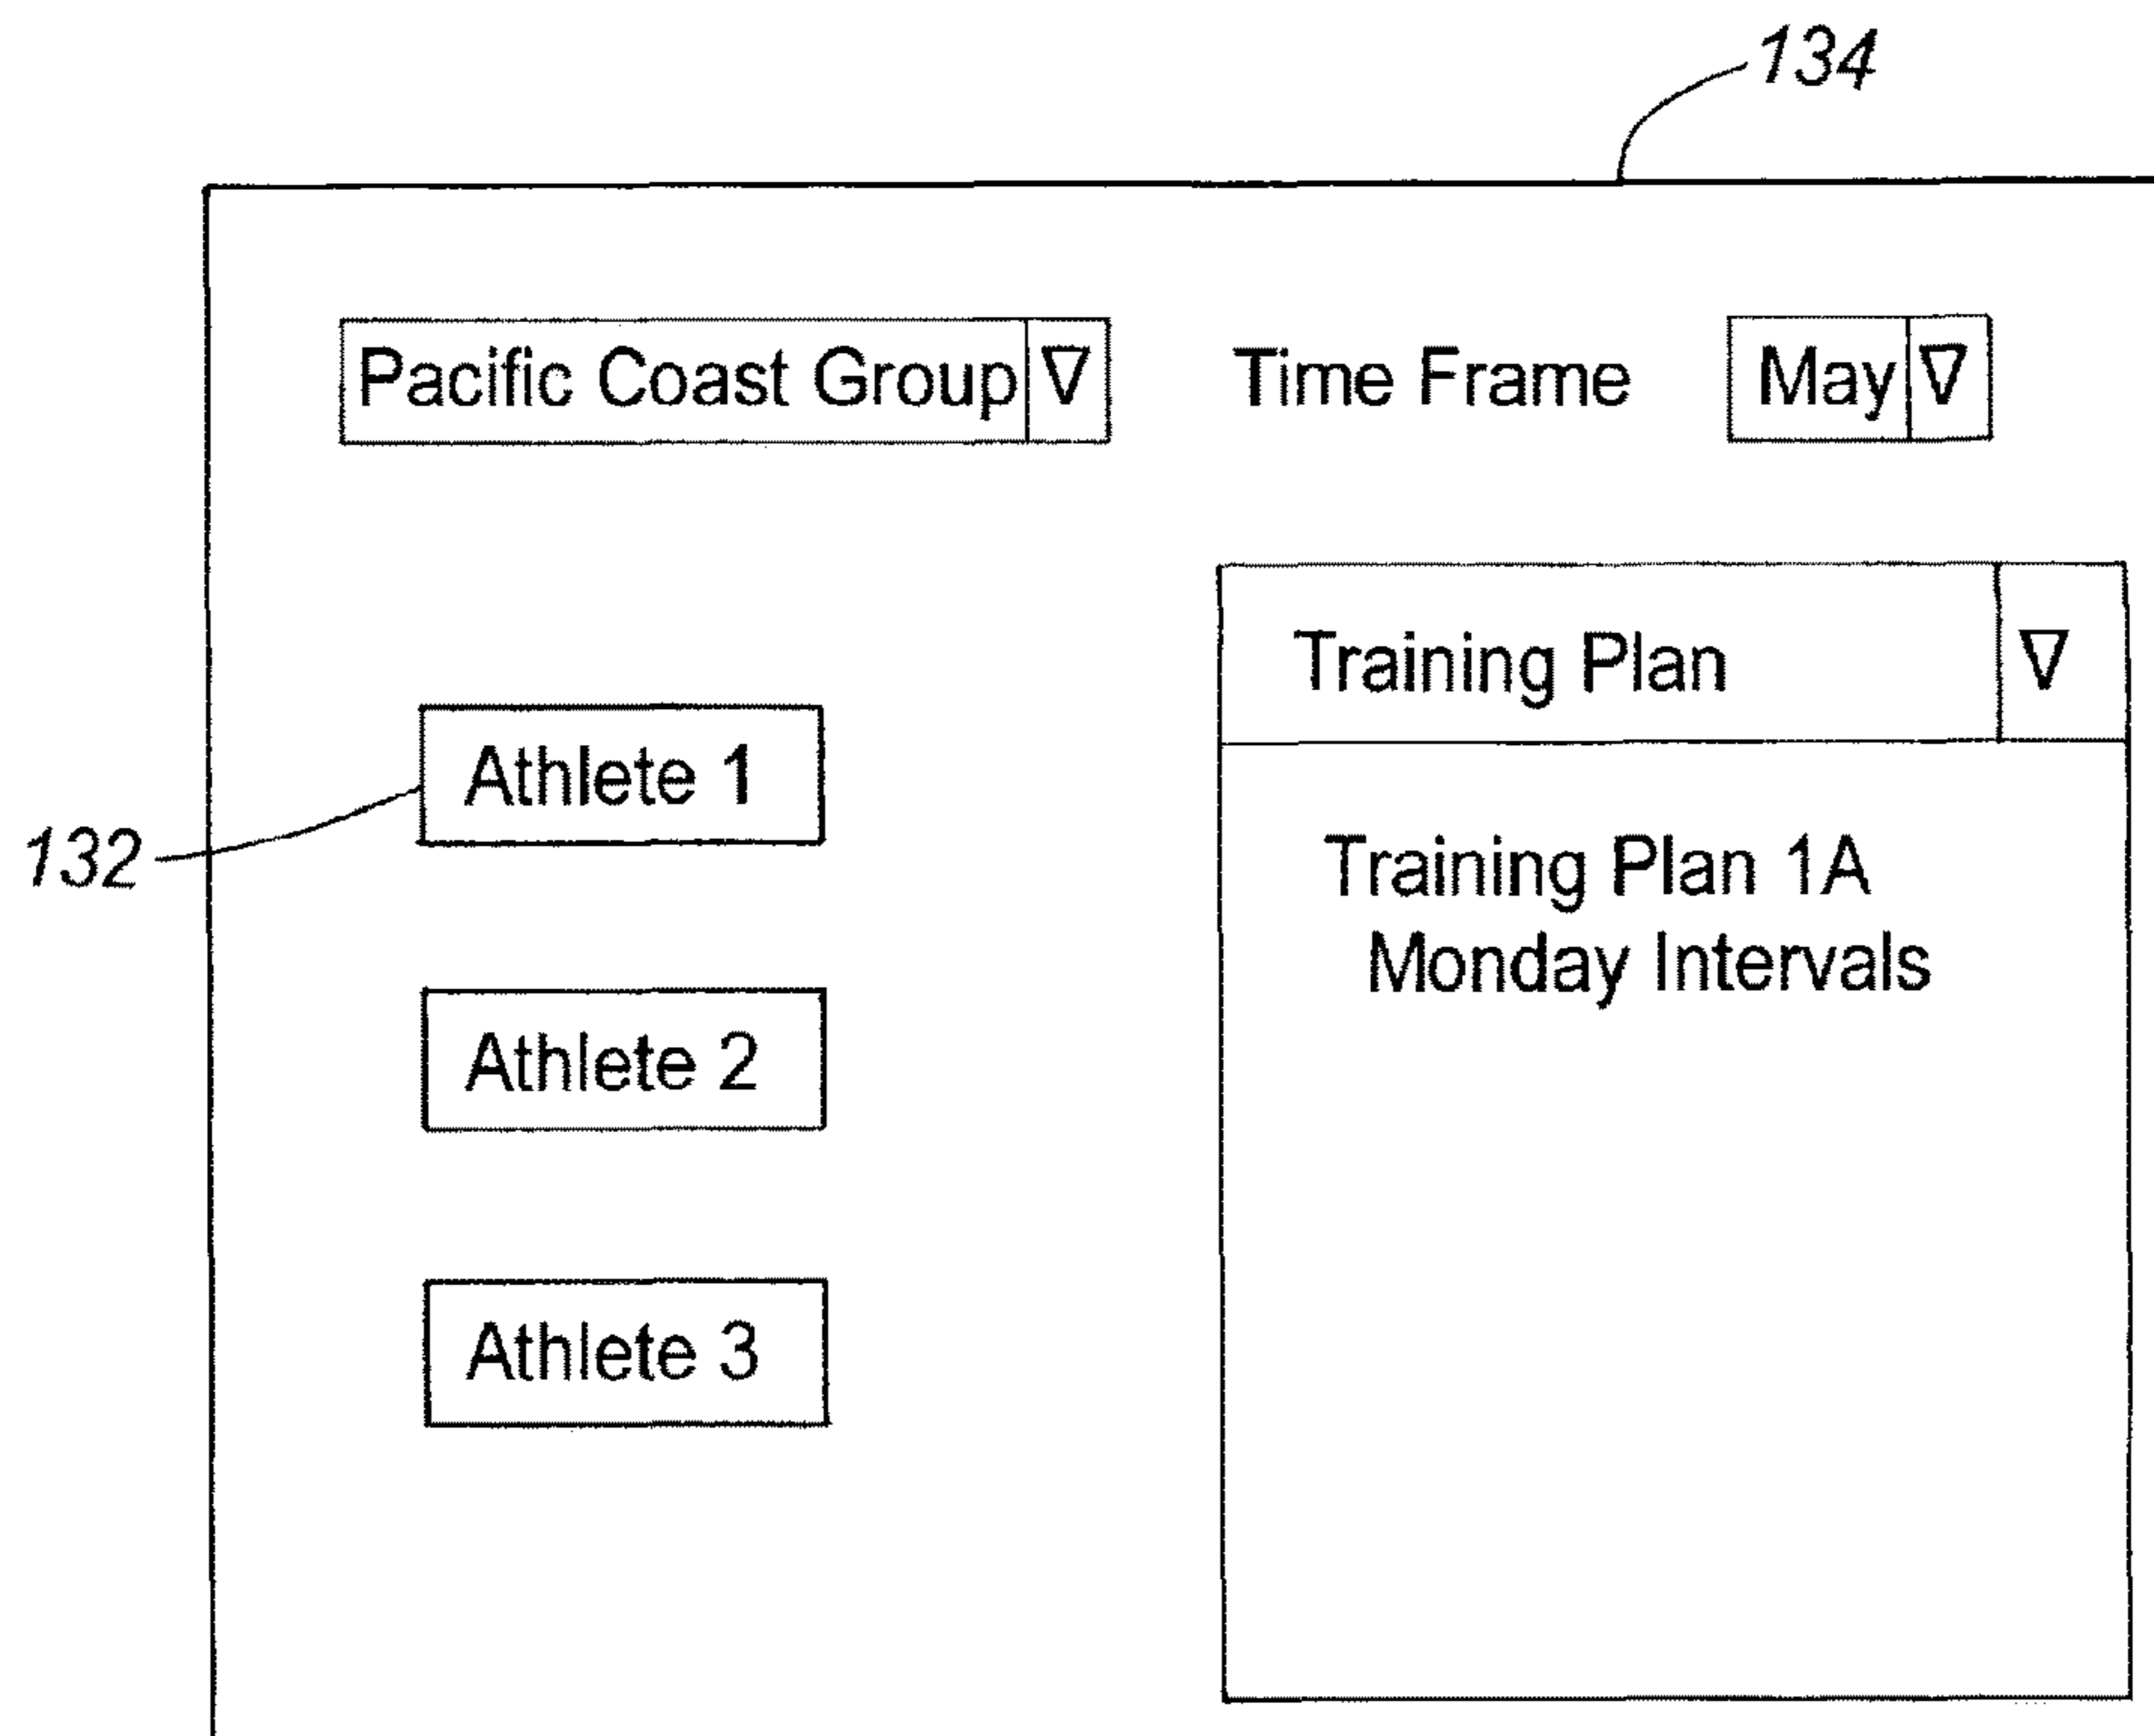 134
Pacific Coast Group ∇ Time Frame May ∇
Training Plan ∇
Athlete 1
132
Training Plan 1A
Monday Intervals
Athlete 2
Athlete 3